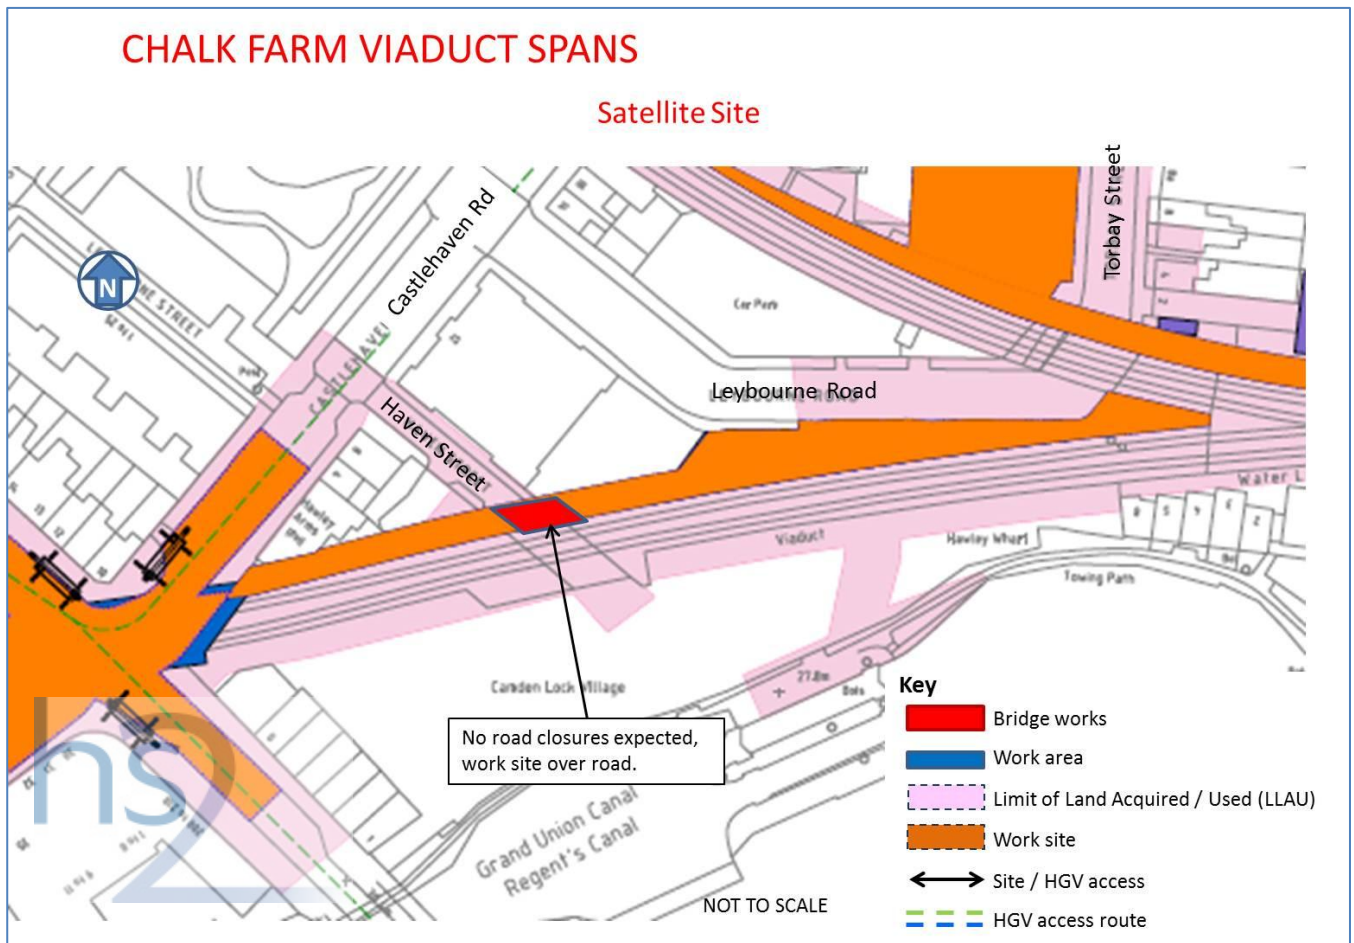 CHALK FARM VIADUCT SPANS
Satellite Site
Torbay Street
Castlehaven Rd
N
STREET
Car Park
Leybourne Road
Haven Street
Viaduct
Hawley Wharf
Towing Path
Camden Lock Village
27.8m
No road closures expected,
work site over road.
Grand Union Canal
Regent's Canal
NOT TO SCALE
hs2
Key
Bridge works
Work area
Limit of Land Acquired / Used (LLAU)
Work site
Site / HGV access
HGV access route